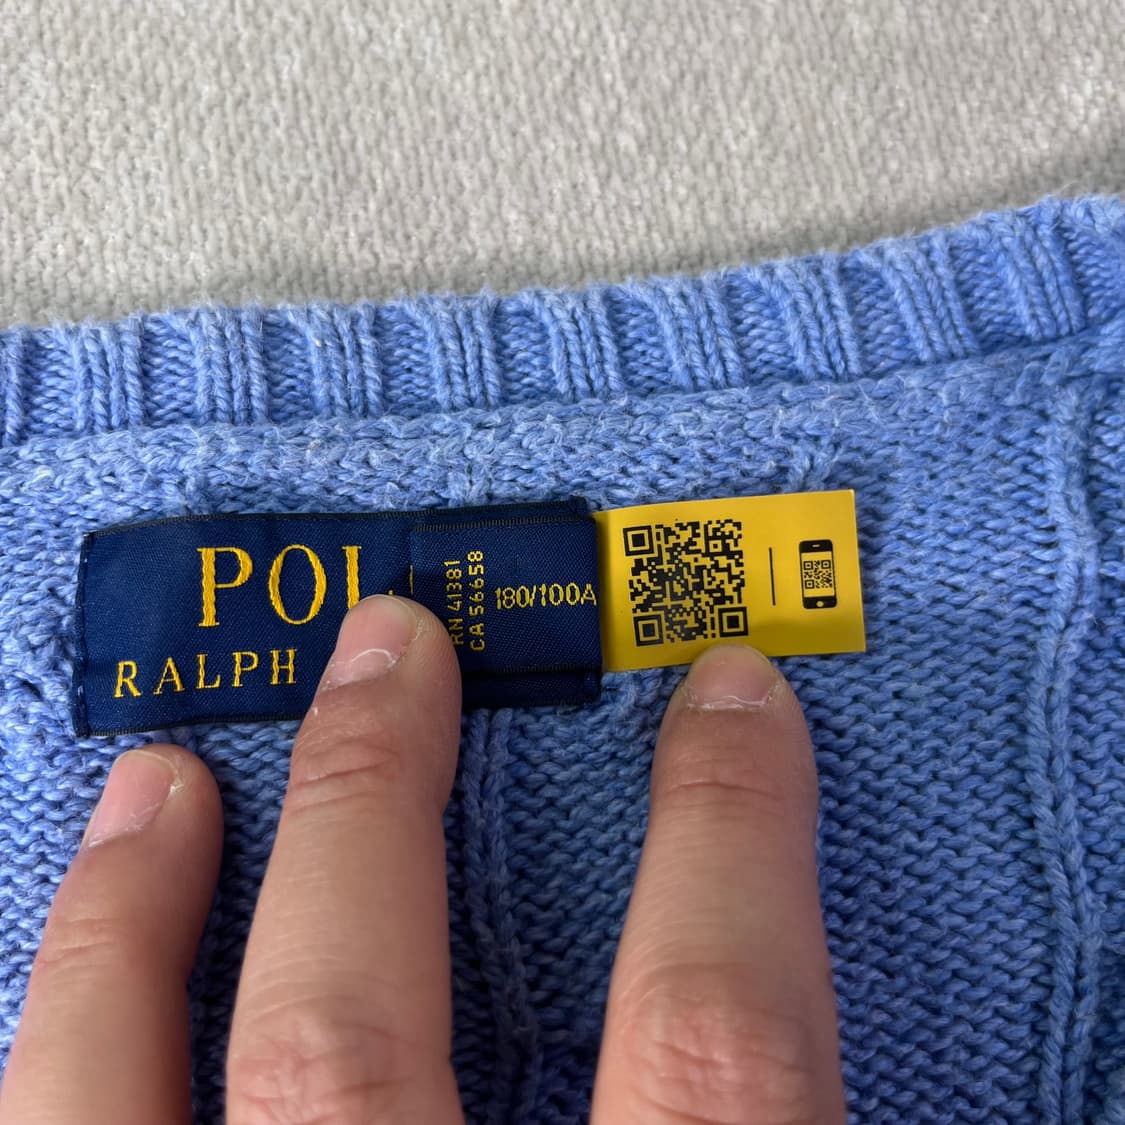 POL
RALPH
RN 41381
CA 56658
180/100A